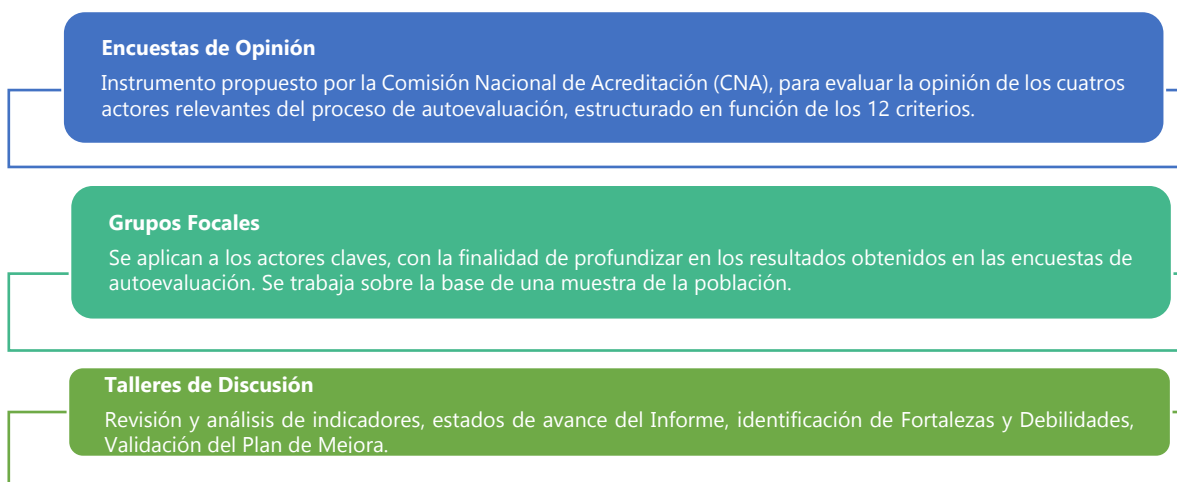 Encuestas de Opinión
Instrumento propuesto por la Comisión Nacional de Acreditación (CNA), para evaluar la opinión de los cuatros
actores relevantes del proceso de autoevaluación, estructurado en función de los 12 criterios.
Grupos Focales
Se aplican a los actores claves, con la finalidad de profundizar en los resultados obtenidos en las encuestas de
autoevaluación. Se trabaja sobre la base de una muestra de la población.
Talleres de Discusión
Revisión y análisis de indicadores, estados de avance del Informe, identificación de Fortalezas y Debilidades,
Validación del Plan de Mejora.